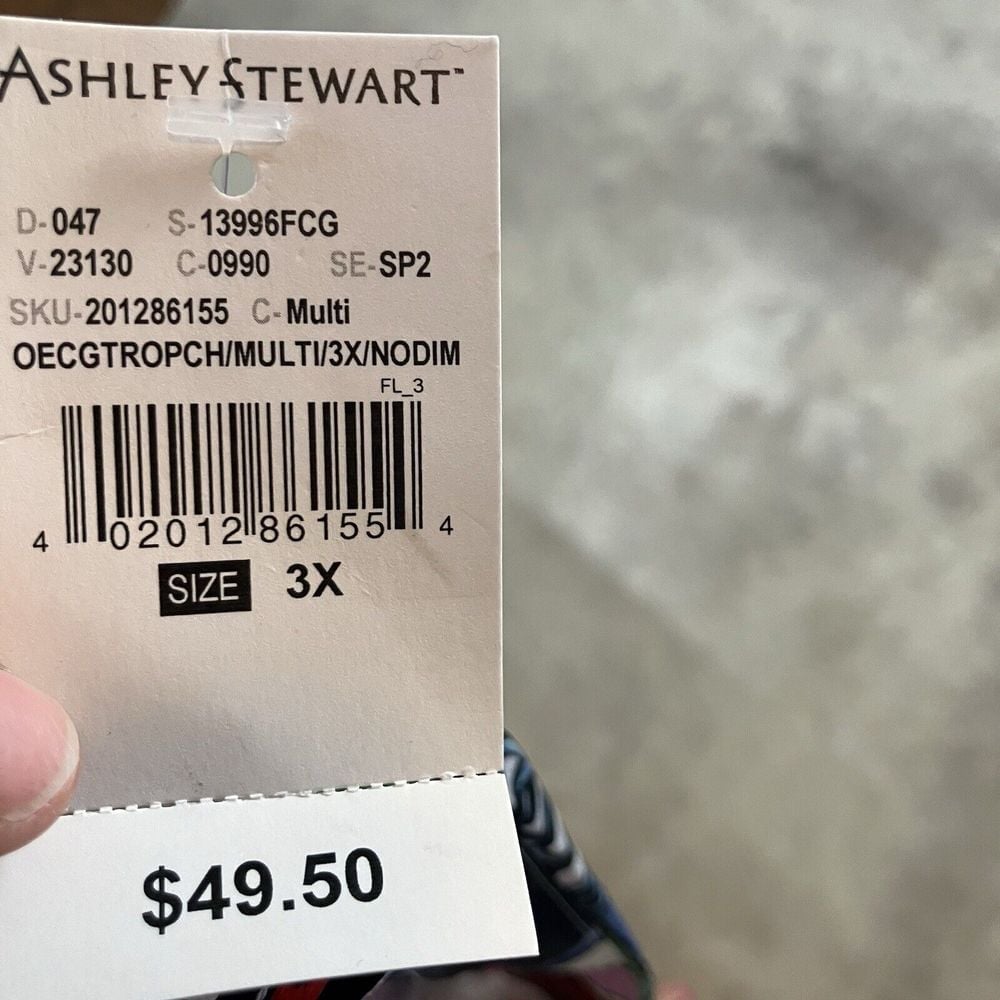 ASHLEY STEWART™
D-047 S-13996FCG
V-23130 C-0990 SE-SP2
SKU-201286155 C-Multi
OECGTROPCH/MULTI/3X/NODIM
FL_3
4 02012 86155 4
SIZE 3X
$49.50